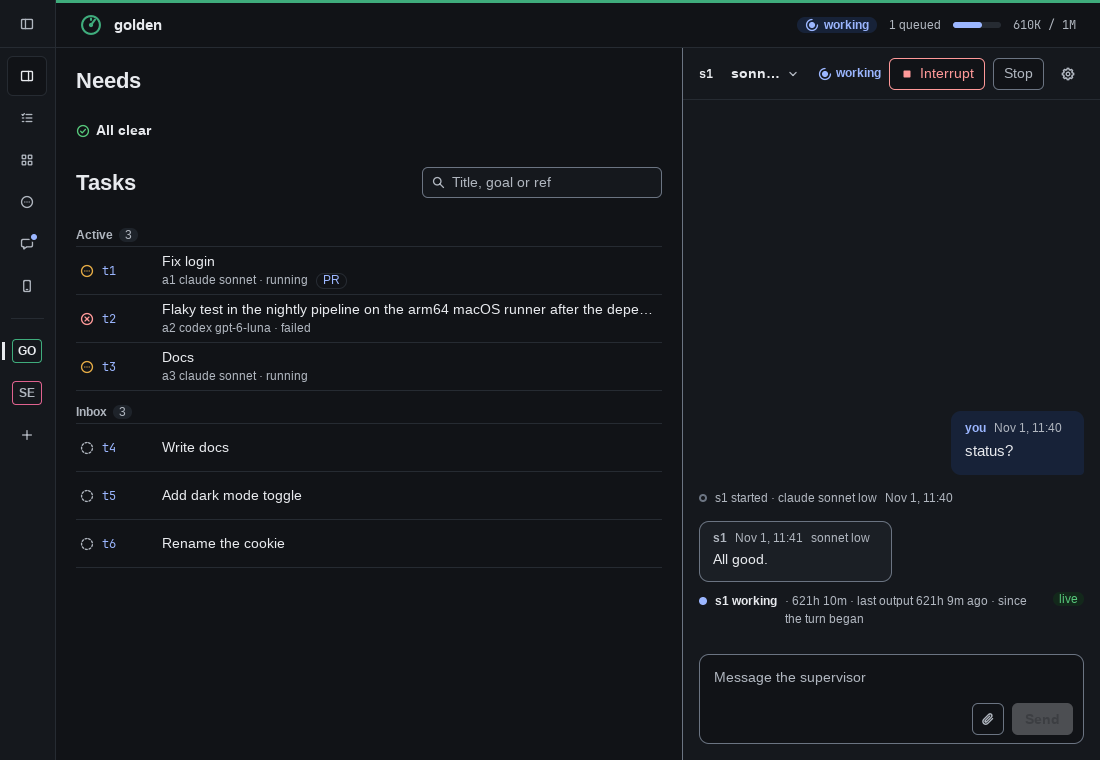 golden
working
1 queued
610K / 1M
GO
SE
Needs
All clear
Tasks
Title, goal or ref
Active 3
t1 Fix login
a1 claude sonnet · running PR
t2 Flaky test in the nightly pipeline on the arm64 macOS runner after the depe…
a2 codex gpt-6-luna · failed
t3 Docs
a3 claude sonnet · running
Inbox 3
t4 Write docs
t5 Add dark mode toggle
t6 Rename the cookie
s1 sonn… working Interrupt Stop
you Nov 1, 11:40
status?
s1 started · claude sonnet low Nov 1, 11:40
s1 Nov 1, 11:41 sonnet low
All good.
s1 working · 621h 10m · last output 621h 9m ago · since
the turn began
live
Message the supervisor
Send